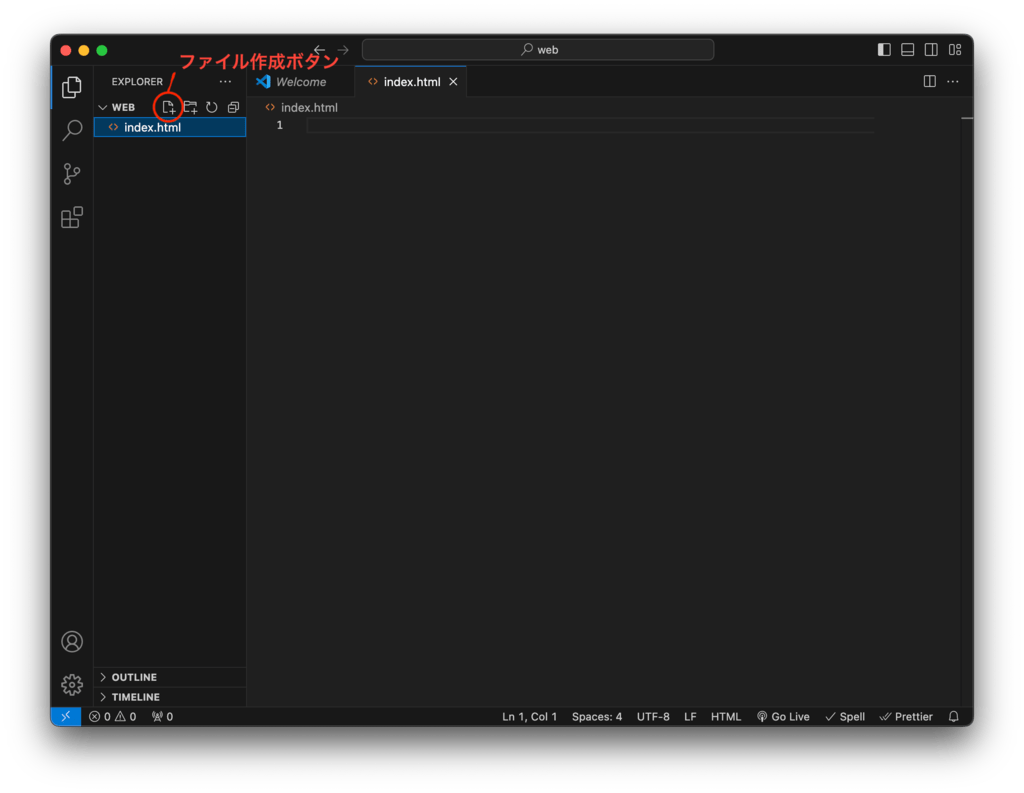 web
ファイル作成ボタン
EXPLORER
Welcome
index.html
WEB
index.html
index.html
1
OUTLINE
TIMELINE
0 0 0 Ln 1, Col 1 Spaces: 4 UTF-8 LF HTML Go Live Spell Prettier